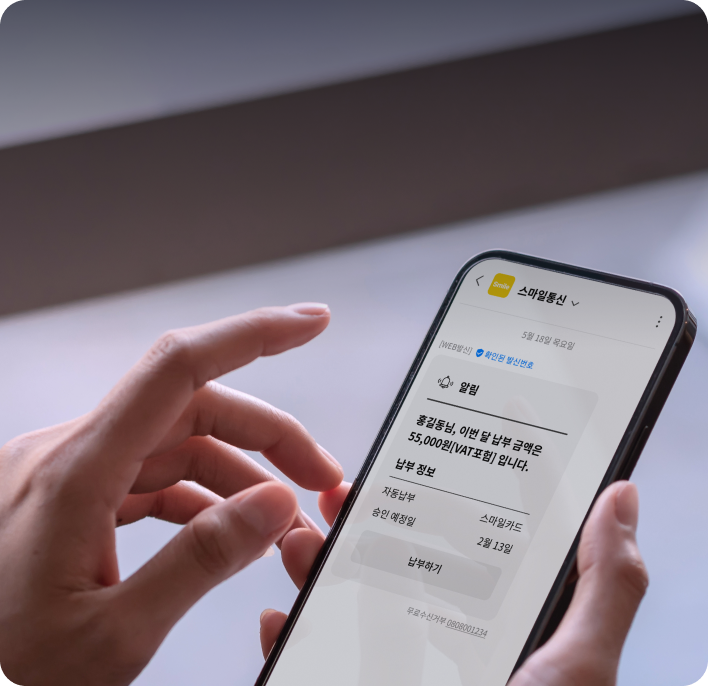 Smile
스마일통신
5월 18일 목요일
[WEB발신] 확인된 발신번호
알림
홍길동님, 이번 달 납부 금액은
55,000원[VAT포함] 입니다.
납부 정보
자동납부 스마일카드
승인 예정일 2월 13일
납부하기
무료수신거부 0808001234